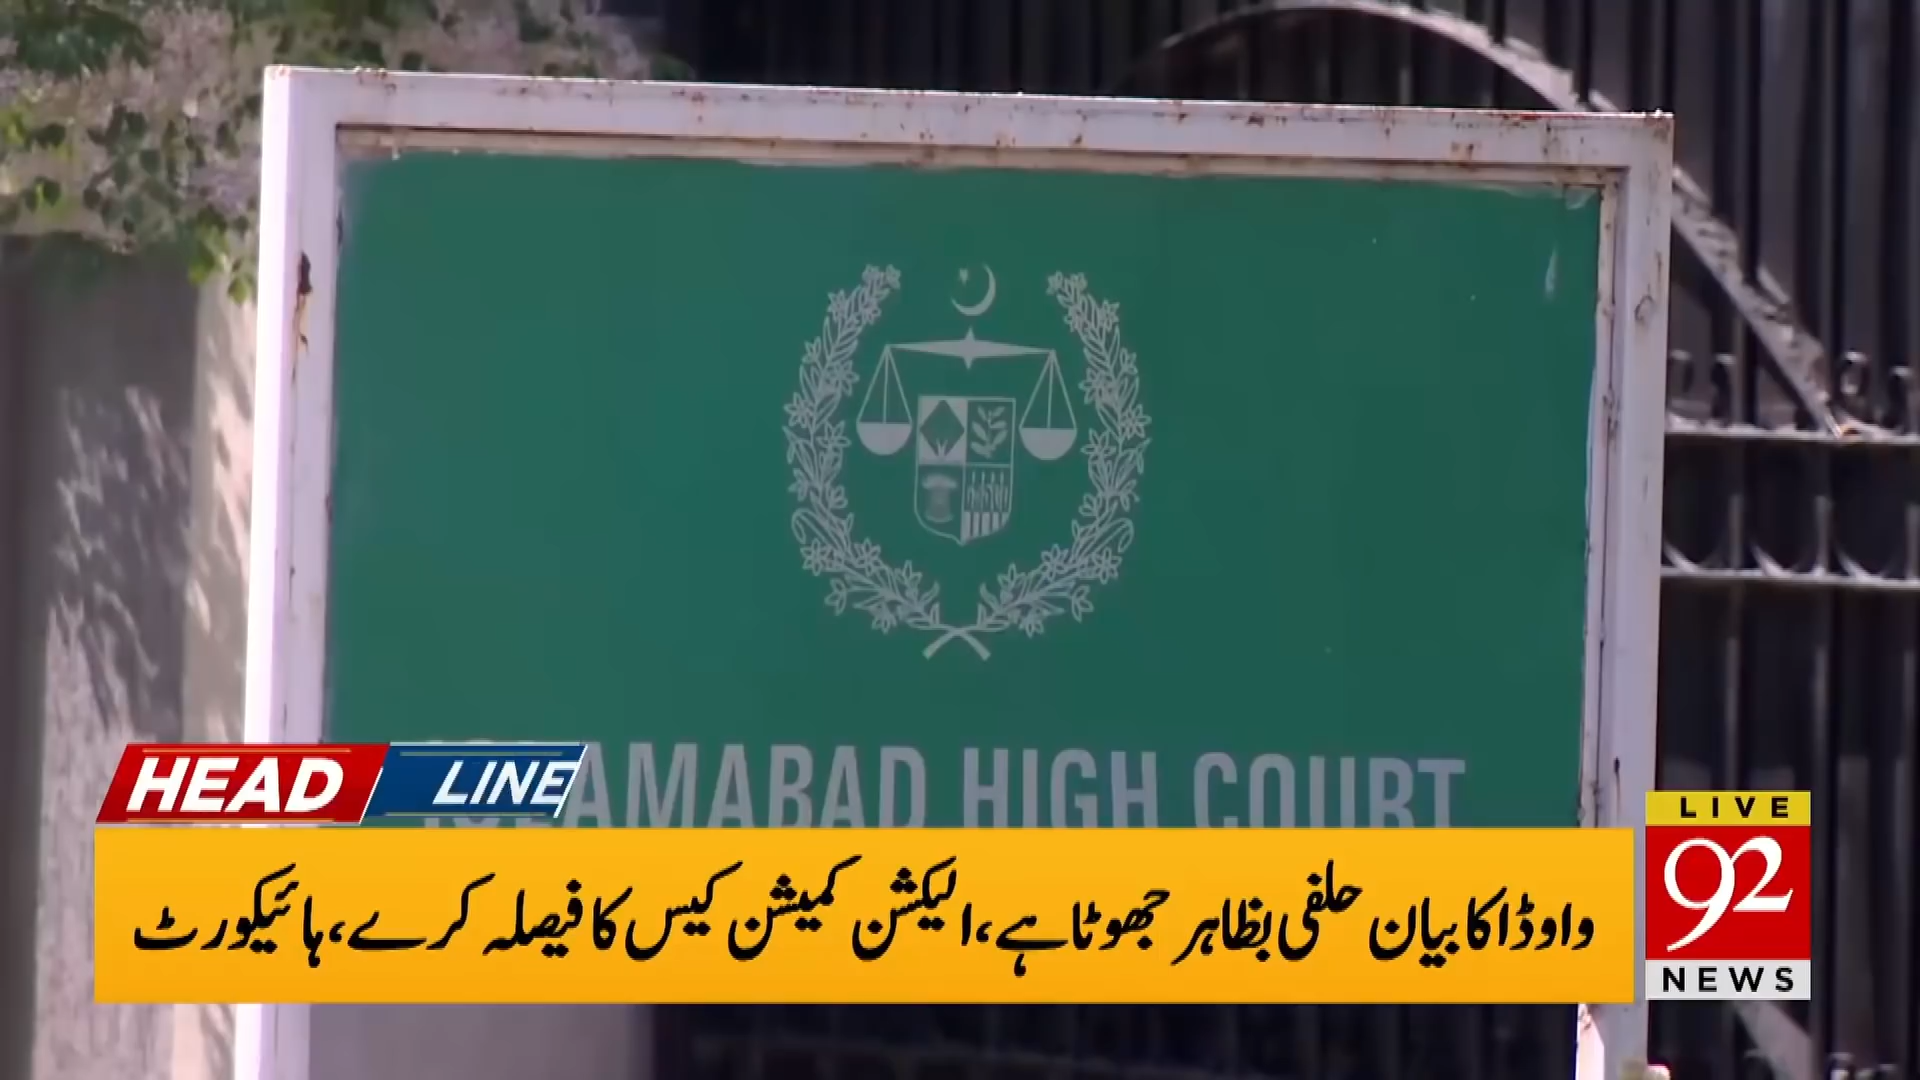 ISLAMABAD HIGH COURT
HEAD LINE
واوڈا کا بیان حلفی بظاہر جھوٹا ہے، الیکشن کمیشن کیس کا فیصلہ کرے، ہائیکورٹ
LIVE
92
NEWS